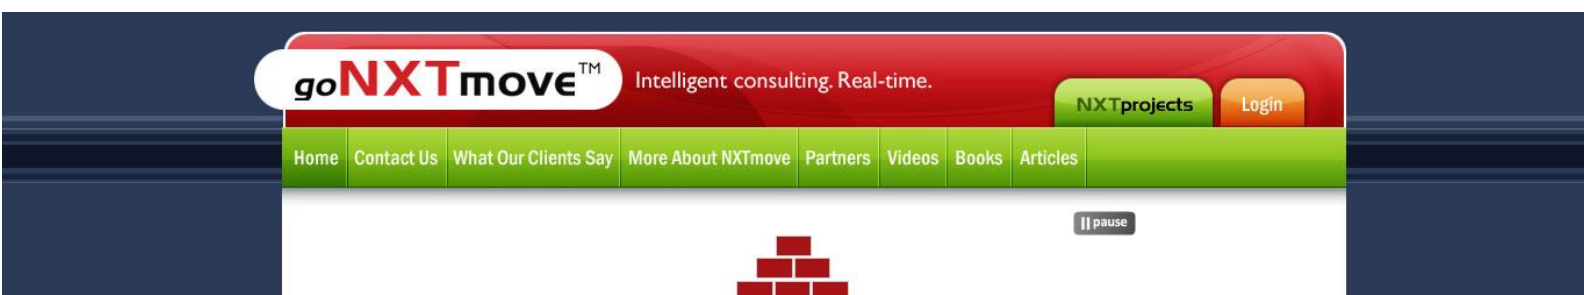 goNXTmove™ Intelligent consulting. Real-time.
NXTprojects Login
Home Contact Us What Our Clients Say More About NXTmove Partners Videos Books Articles
pause